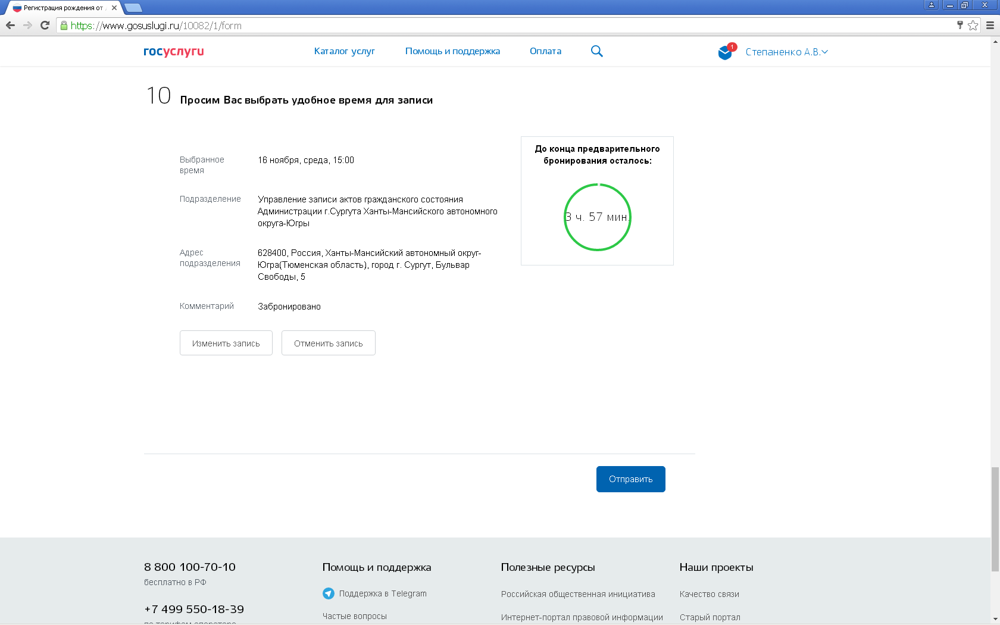 Регистрация рождения от
https://www.gosuslugi.ru/10082/1/form
госуслуги
Каталог услуг
Помощь и поддержка
Оплата
1
Степаненко А.В.
10 Просим Вас выбрать удобное время для записи
До конца предварительного
бронирования осталось:
3 ч. 57 мин.
Выбранное
время
16 ноября, среда, 15:00
Подразделение
Управление записи актов гражданского состояния
Администрации г.Сургута Ханты-Мансийского автономного
округа-Югры
Адрес
подразделения
628400, Россия, Ханты-Мансийский автономный округ-
Югра(Тюменская область), город г. Сургут, Бульвар
Свободы, 5
Комментарий
Забронировано
Изменить запись
Отменить запись
Отправить
8 800 100-70-10
бесплатно в РФ
+7 499 550-18-39
по тарифам оператора
Помощь и поддержка
Поддержка в Telegram
Частые вопросы
Полезные ресурсы
Российская общественная инициатива
Интернет-портал правовой информации
Наши проекты
Качество связи
Старый портал